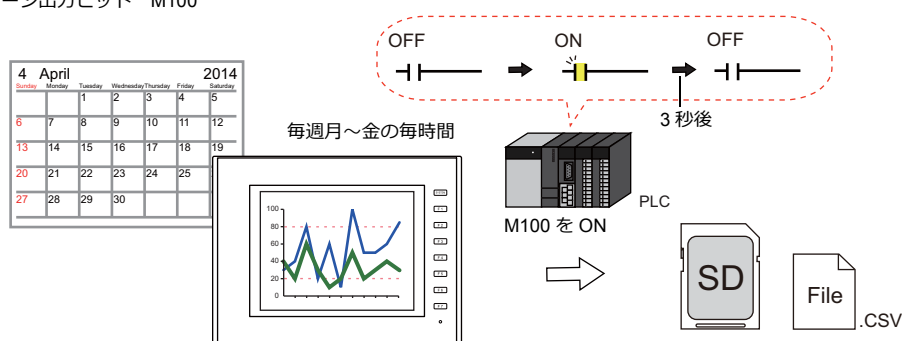 ーン出力ビット M100
OFF
ON
OFF
3 秒後
4 April 2014
Sunday Monday Tuesday Wednesday Thursday Friday Saturday
1 2 3 4 5
6 7 8 9 10 11 12
13 14 15 16 17 18 19
20 21 22 23 24 25
27 28 29 30
毎週月～金の毎時間
100
80
60
40
20
0
PLC
M100 を ON
SD
File
.CSV